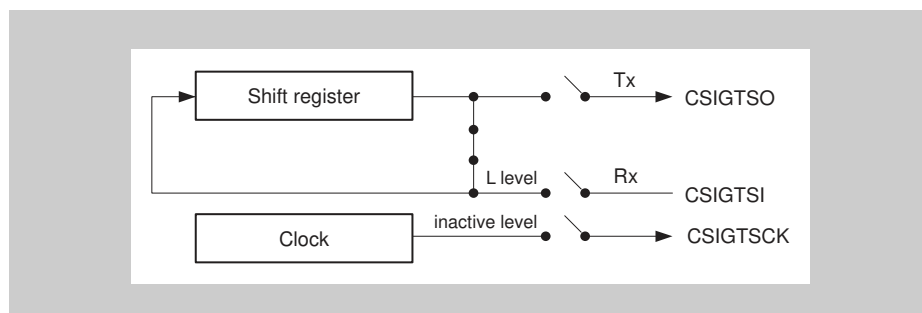 Shift register
Tx
CSIGTSO
L level
Rx
CSIGTSI
Clock
inactive level
CSIGTSCK